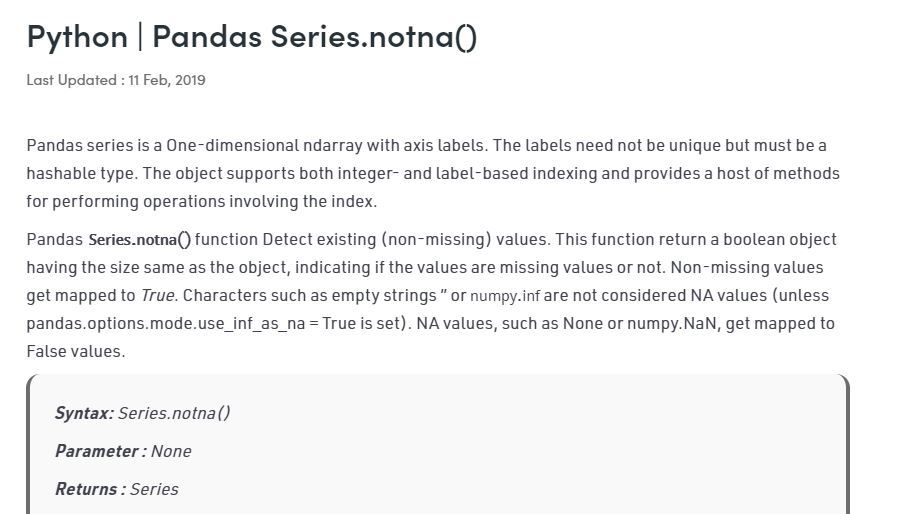 Python | Pandas Series.notna()
Last Updated : 11 Feb, 2019
Pandas series is a One-dimensional ndarray with axis labels. The labels need not be unique but must be a
hashable type. The object supports both integer- and label-based indexing and provides a host of methods
for performing operations involving the index.
Pandas Series.notna() function Detect existing (non-missing) values. This function return a boolean object
having the size same as the object, indicating if the values are missing values or not. Non-missing values
get mapped to True. Characters such as empty strings ” or numpy.inf are not considered NA values (unless
pandas.options.mode.use_inf_as_na = True is set). NA values, such as None or numpy.NaN, get mapped to
False values.
Syntax: Series.notna()
Parameter : None
Returns : Series